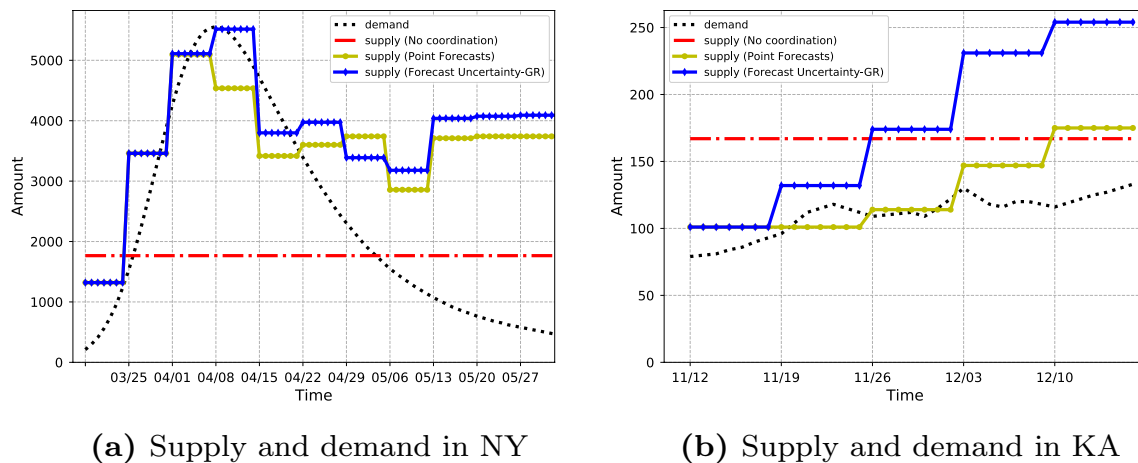 demand
supply (No coordination)
supply (Point Forecasts)
supply (Forecast Uncertainty-GR)
Amount
5000
4000
3000
2000
1000
0
03/25 04/01 04/08 04/15 04/22 04/29 05/06 05/13 05/20 05/27
Time
(a) Supply and demand in NY
demand
supply (No coordination)
supply (Point Forecasts)
supply (Forecast Uncertainty-GR)
Amount
250
200
150
100
50
0
11/12 11/19 11/26 12/03 12/10
Time
(b) Supply and demand in KA